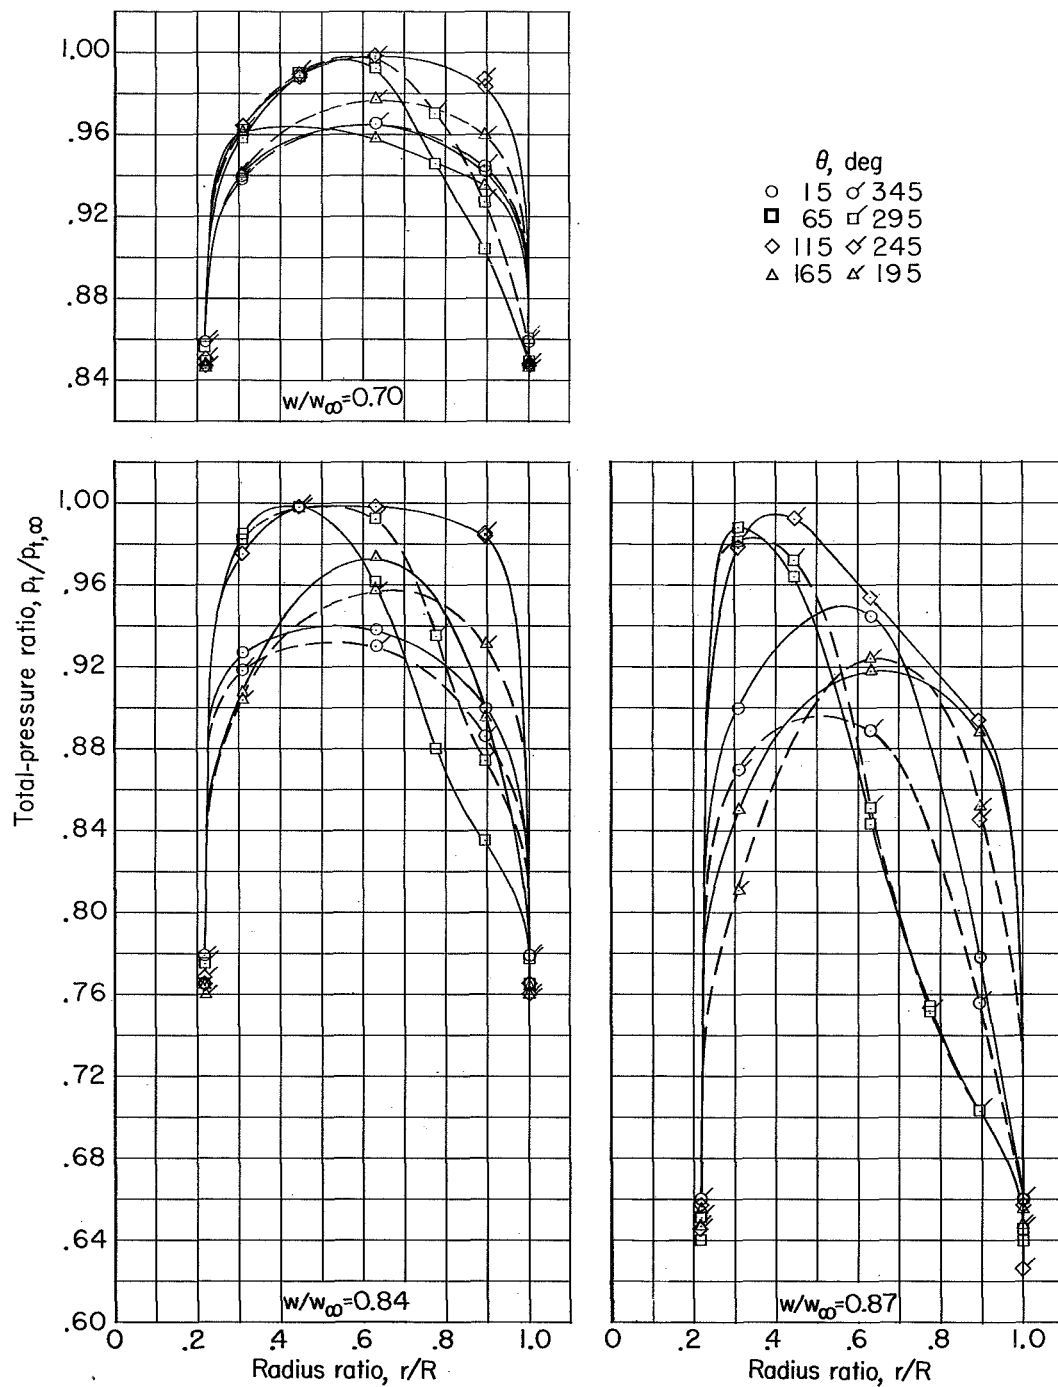 1.00
.96
.92
.88
.84
w/w∞=0.70
θ, deg
○ 15 345
□ 65 295
◇ 115 245
△ 165 195
Total-pressure ratio, pt/pt,∞
1.00
.96
.92
.88
.84
.80
.76
.72
.68
.64
.60
w/w∞=0.84
w/w∞=0.87
0 .2 .4 .6 .8 1.0
0 .2 .4 .6 .8 1.0
Radius ratio, r/R
Radius ratio, r/R